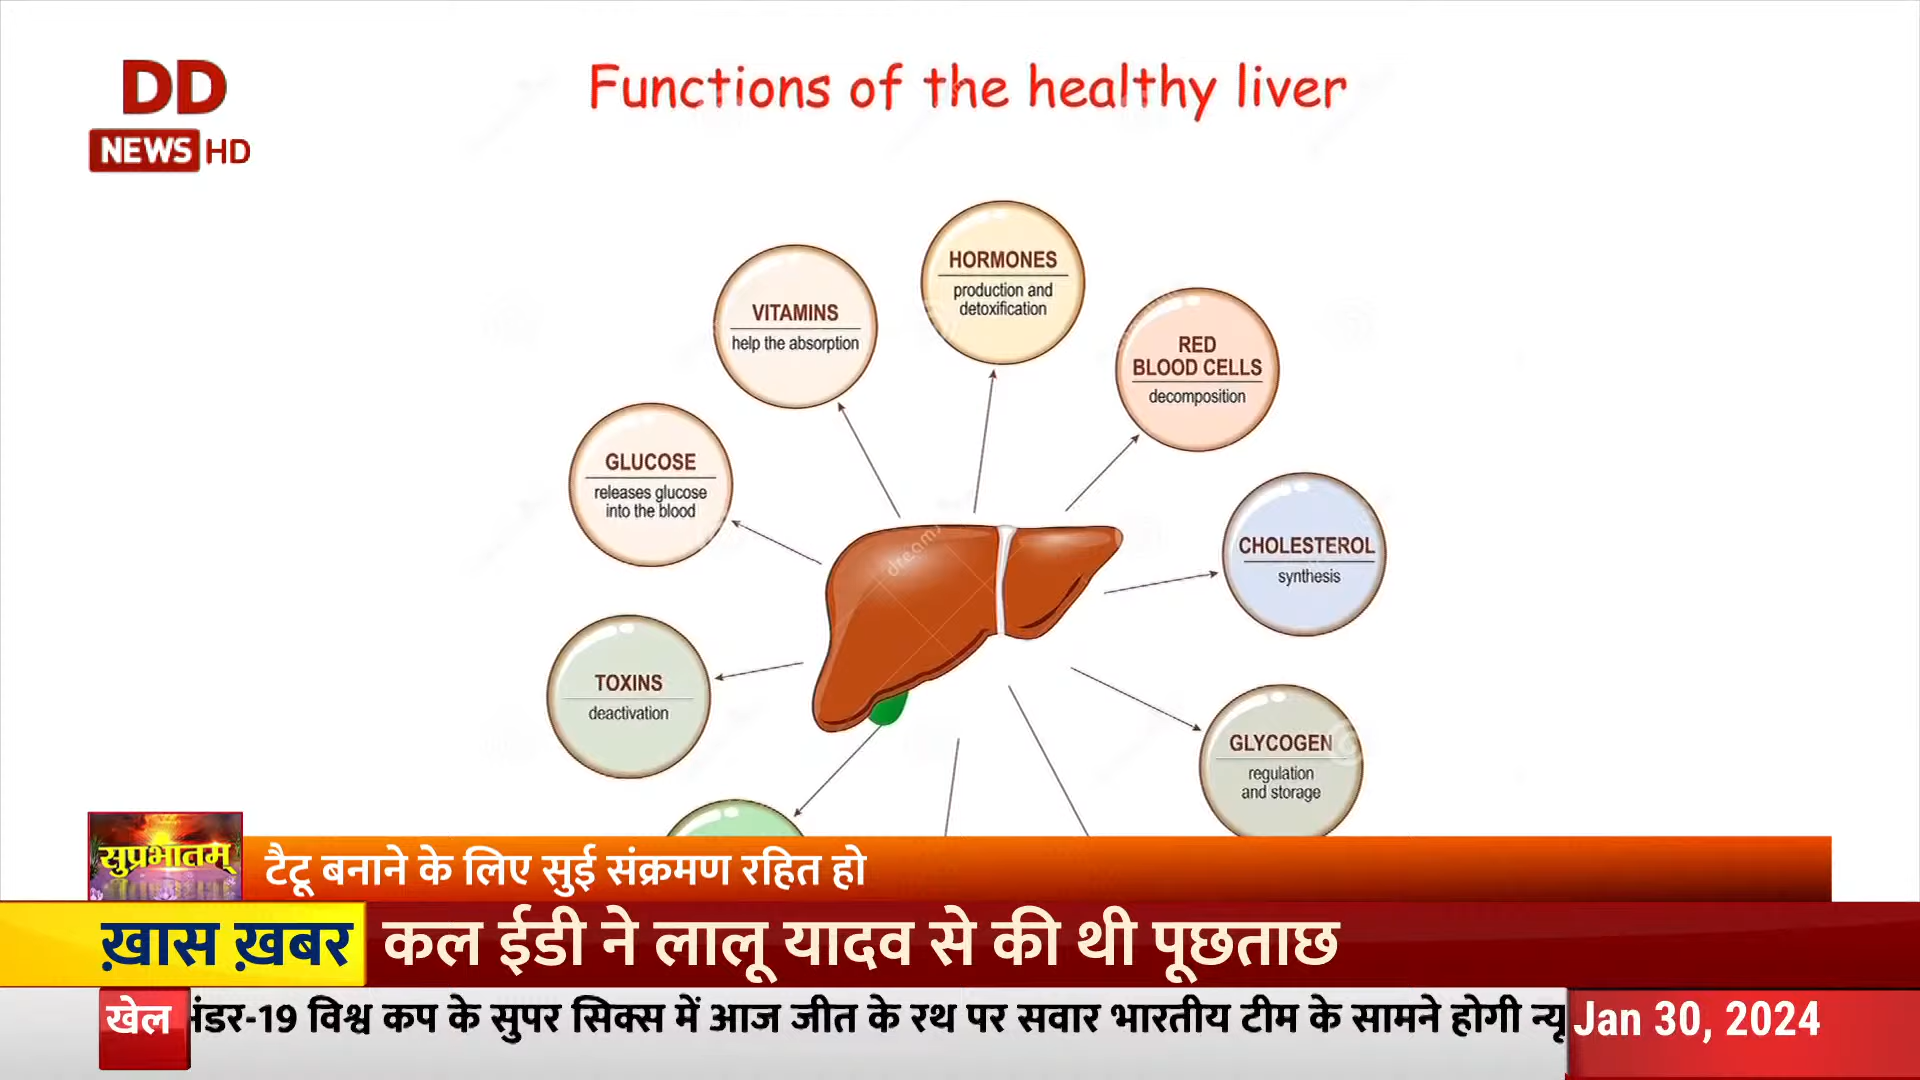 DD
NEWS HD
Functions of the healthy liver
HORMONES
production and
detoxification
VITAMINS
help the absorption
RED
BLOOD CELLS
decomposition
GLUCOSE
releases glucose
into the blood
CHOLESTEROL
synthesis
TOXINS
deactivation
GLYCOGEN
regulation
and storage
dreams
सुप्रभातम्
टैटू बनाने के लिए सुई संक्रमण रहित हो
ख़ास ख़बर कल ईडी ने लालू यादव से की थी पूछताछ
खेल ंडर-19 विश्व कप के सुपर सिक्स में आज जीत के रथ पर सवार भारतीय टीम के सामने होगी न्यू Jan 30, 2024